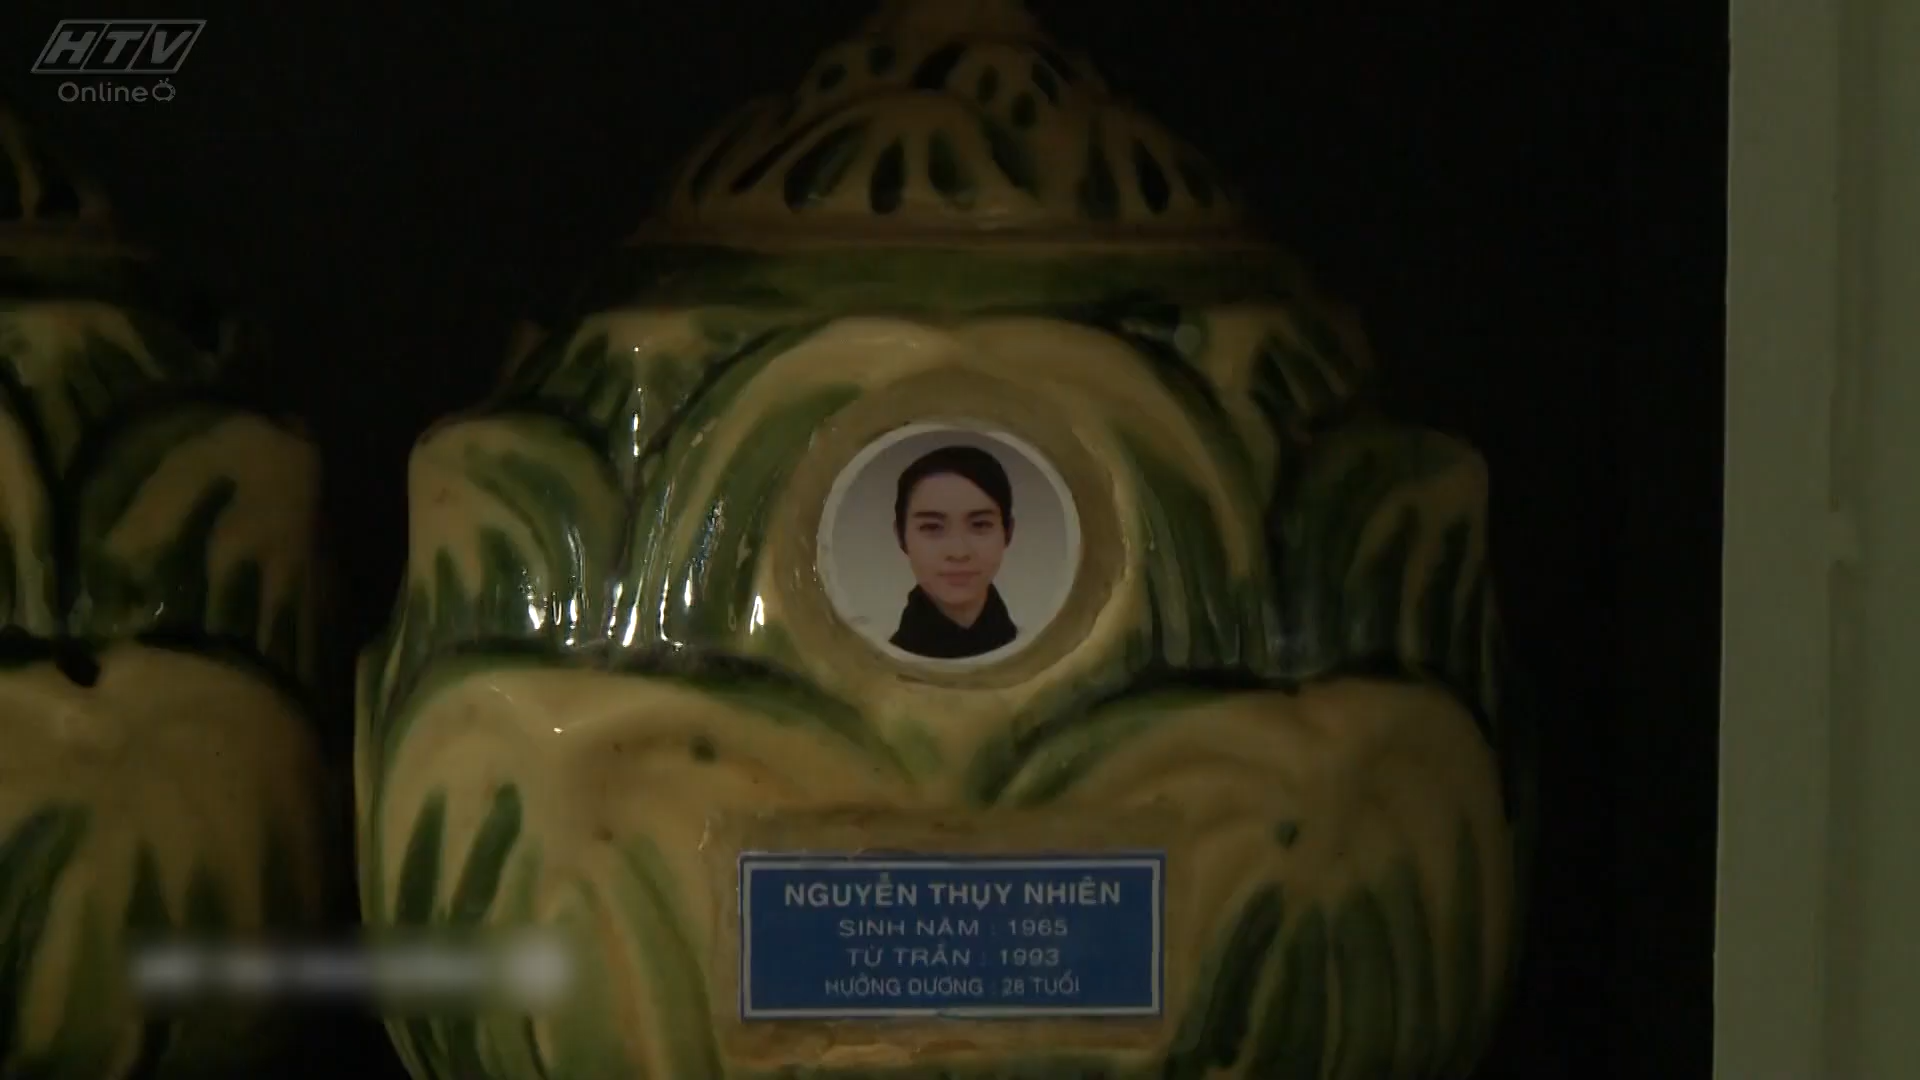 HTV
Online
NGUYỄN THỤY NHIÊN
SINH NĂM : 1965
TỪ TRẦN : 1993
HƯỞNG DƯƠNG : 28 TUỔI